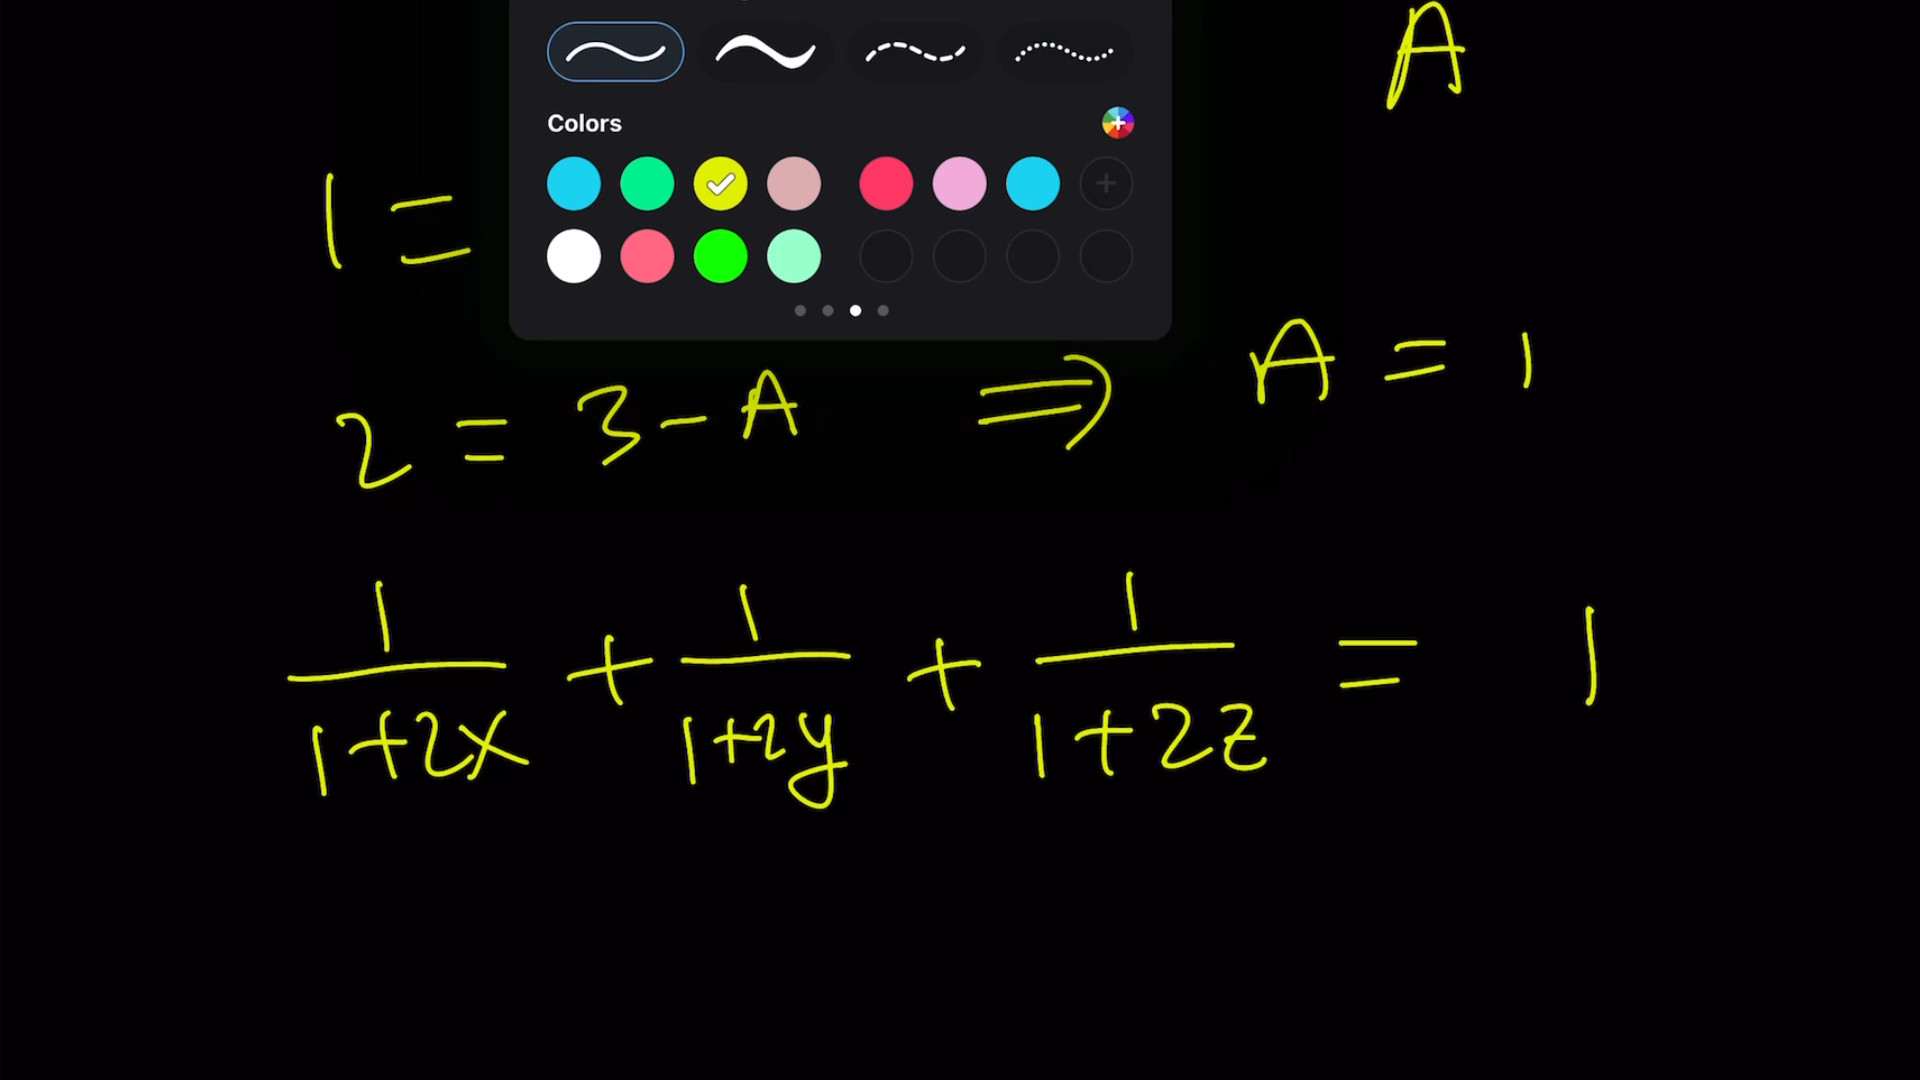 A
Colors
1 =
2 = 3 - A ⇒ A = 1
1/(1+2x) + 1/(1+2y) + 1/(1+2z) = 1